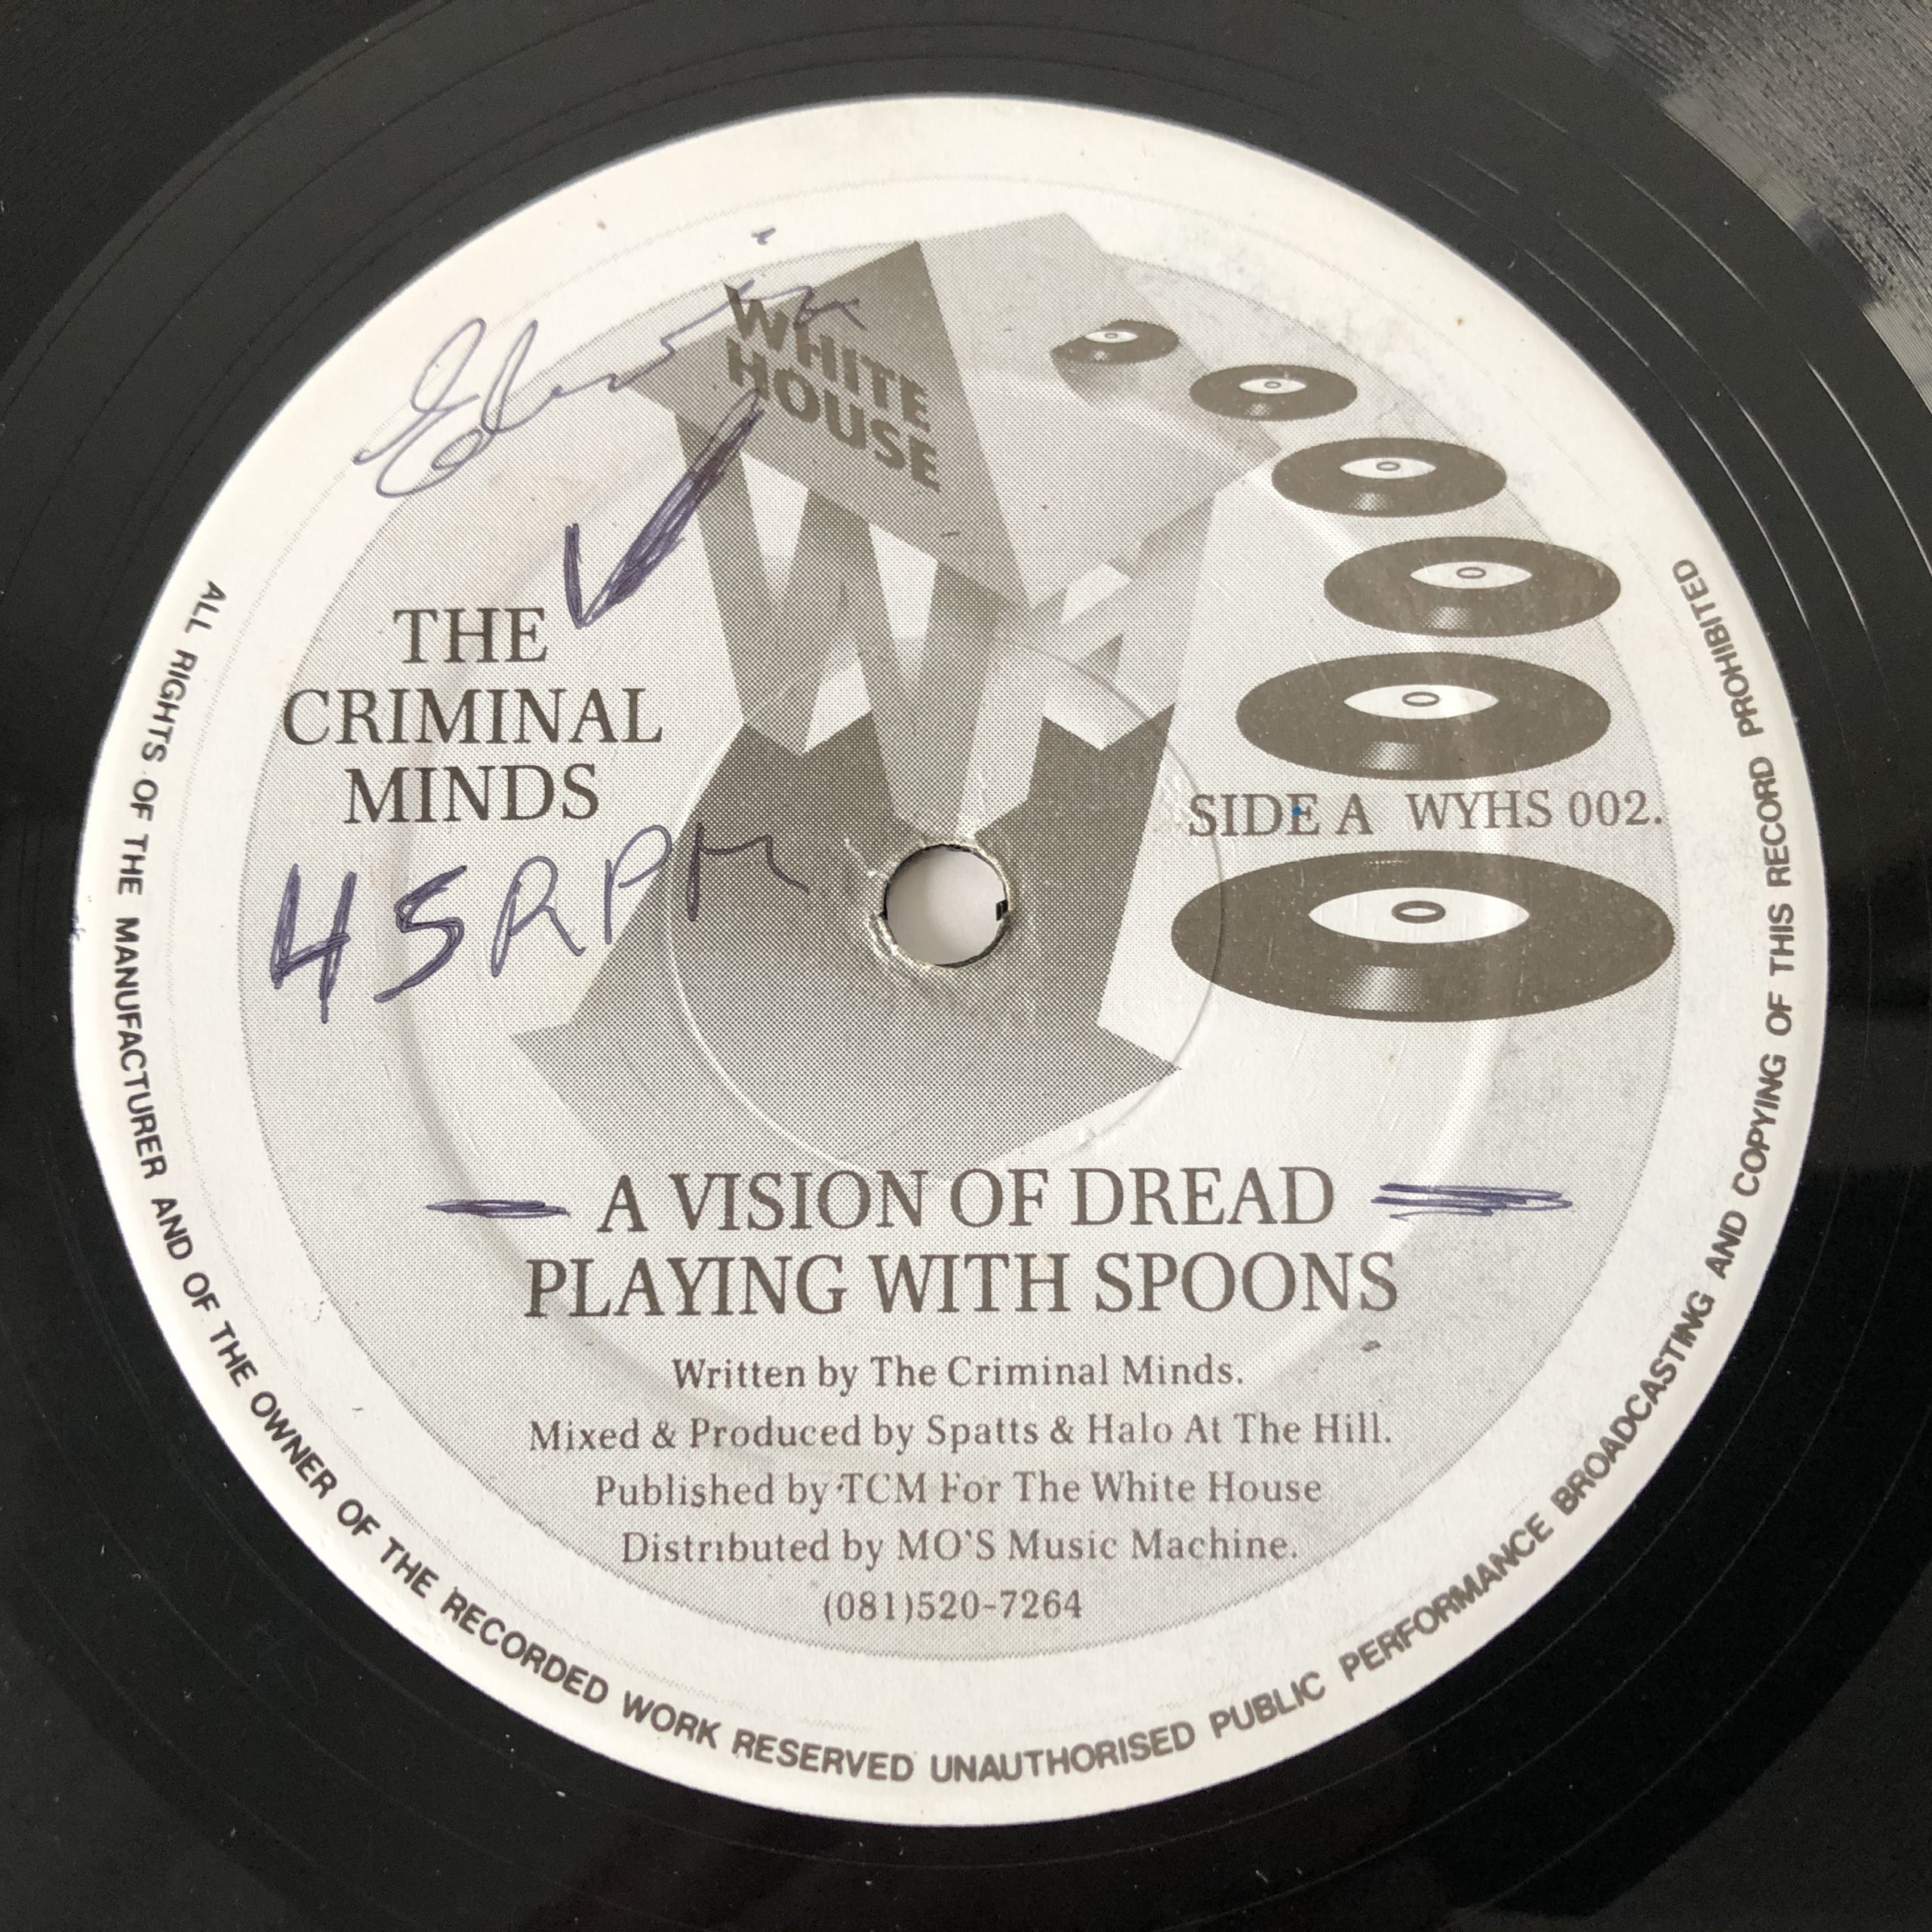 WHITE
HOUSE
THE
CRIMINAL
MINDS
45RPM
SIDE A WYHS 002.
A VISION OF DREAD
PLAYING WITH SPOONS
Written by The Criminal Minds.
Mixed & Produced by Spatts & Halo At The Hill.
Published by TCM For The White House
Distributed by MO'S Music Machine.
(081)520-7264
ALL RIGHTS OF THE MANUFACTURER AND OF THE OWNER OF THE RECORDED WORK RESERVED UNAUTHORISED PUBLIC PERFORMANCE BROADCASTING AND COPYING OF THIS RECORD PROHIBITED